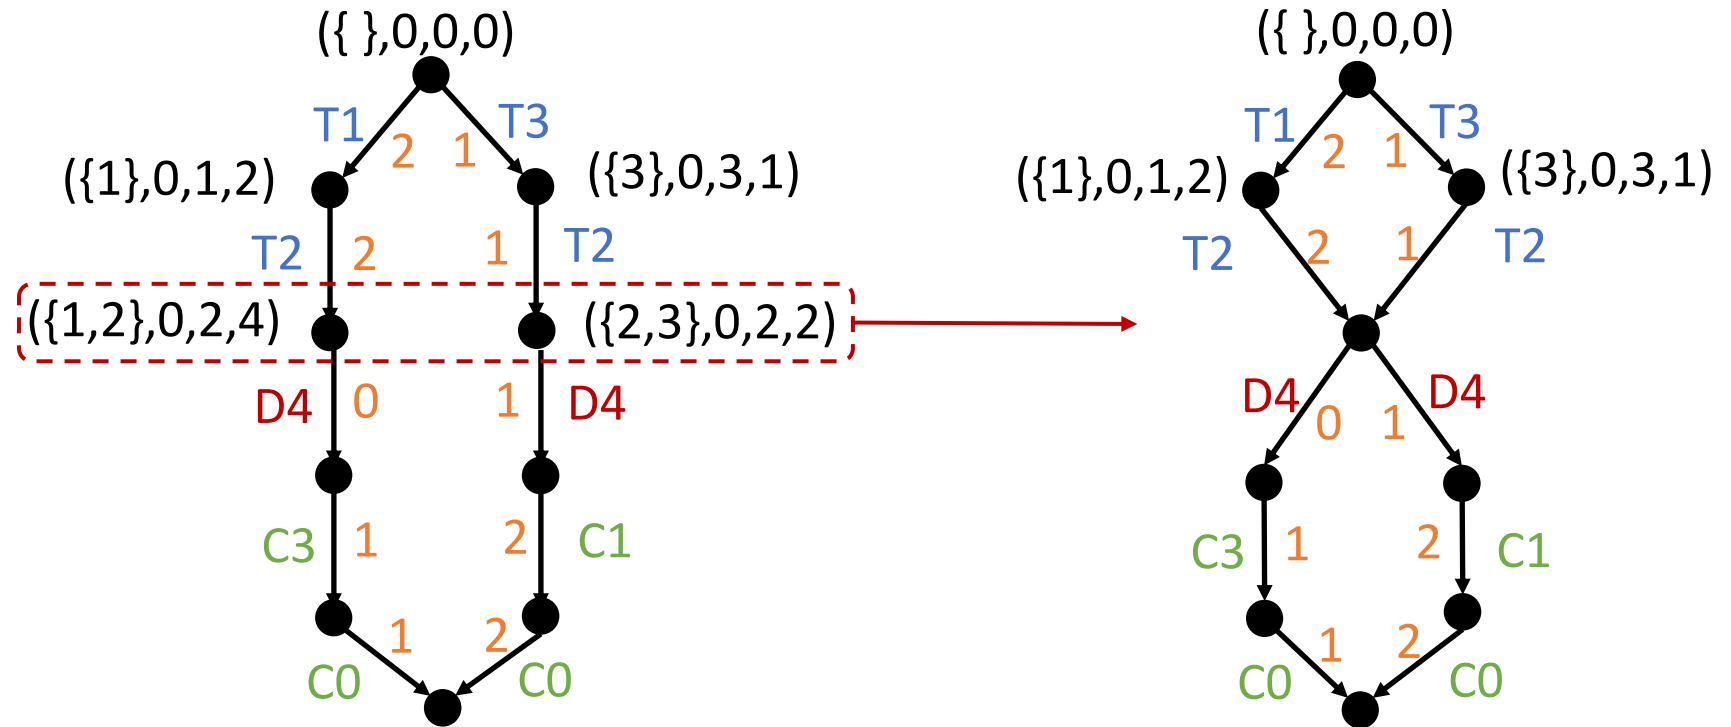 ({ },0,0,0)
T1 2 1 T3
({1},0,1,2) ({3},0,3,1)
T2 2 1 T2
({1,2},0,2,4) ({2,3},0,2,2)
D4 0 1 D4
C3 1 2 C1
C0 1 2 C0
({ },0,0,0)
T1 2 1 T3
({1},0,1,2) ({3},0,3,1)
T2 2 1 T2
D4 0 1 D4
C3 1 2 C1
C0 1 2 C0